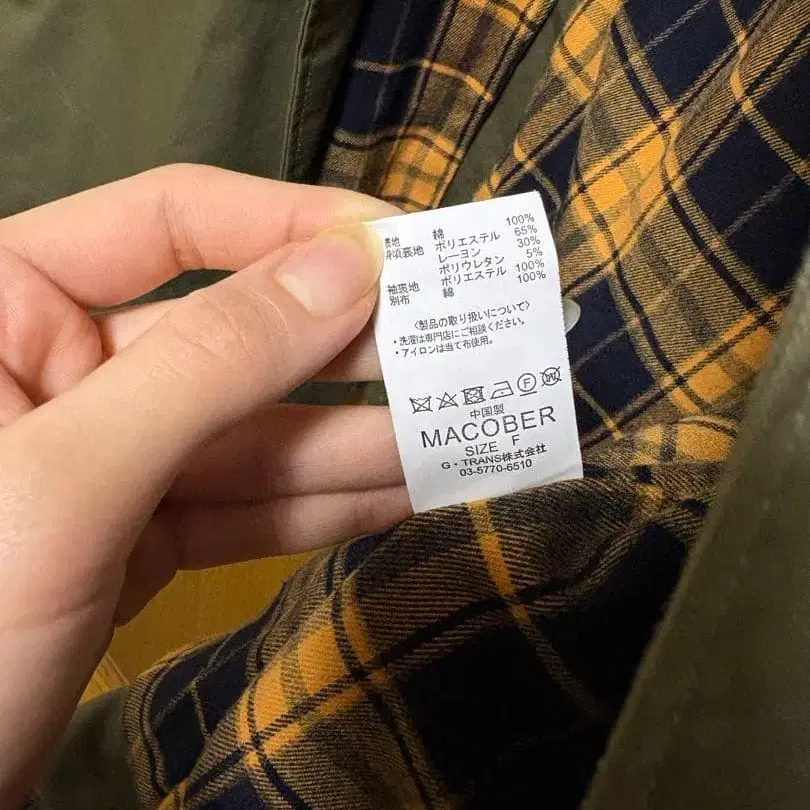 表地 綿 100%
身頃裏地 ポリエステル 65%
レーヨン 30%
ポリウレタン 5%
袖裏地 ポリエステル 100%
別布 綿 100%
〈製品の取り扱いについて〉
・洗濯は専門店にご相談ください。
・アイロンは当て布使用。
中国製
MACOBER
SIZE F
G・TRANS株式会社
03-5770-6510